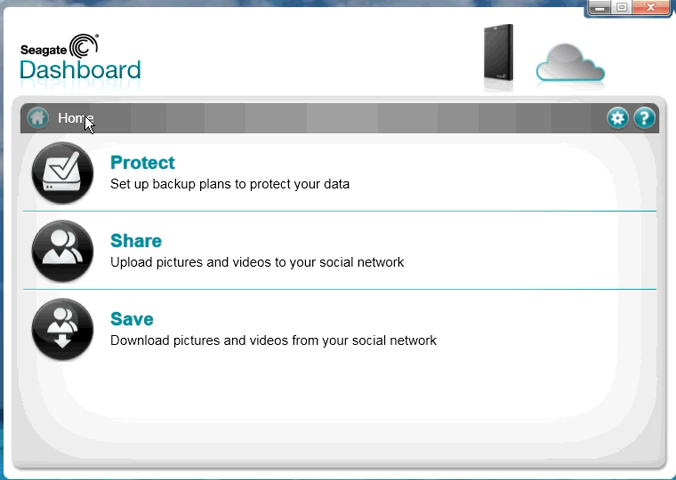 Seagate
Dashboard
Home
?
Protect
Set up backup plans to protect your data
Share
Upload pictures and videos to your social network
Save
Download pictures and videos from your social network